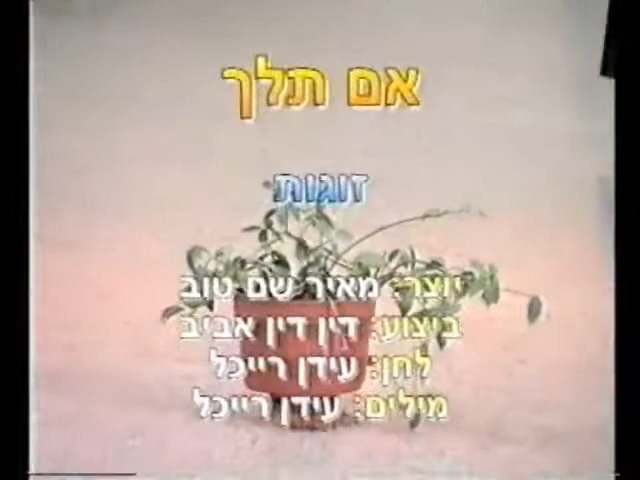 אם תלך
זוגות
יוצר: מאיר שם טוב
ביצוע: דין דין אביב
לחן: עידן רייכל
מילים: עידן רייכל